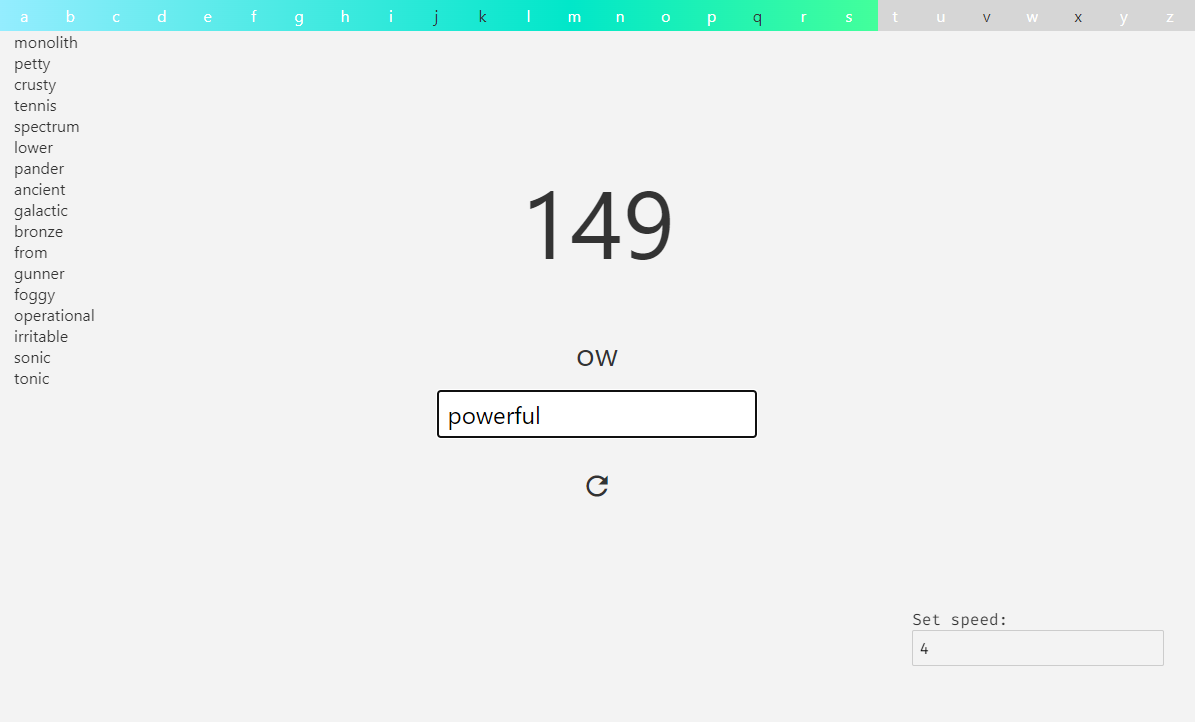 a b c d e f g h i j k l m n o p q r s t u v w x y z
monolith
petty
crusty
tennis
spectrum
lower
pander
ancient
galactic
bronze
from
gunner
foggy
operational
irritable
sonic
tonic
149
ow
powerful
Set speed:
4